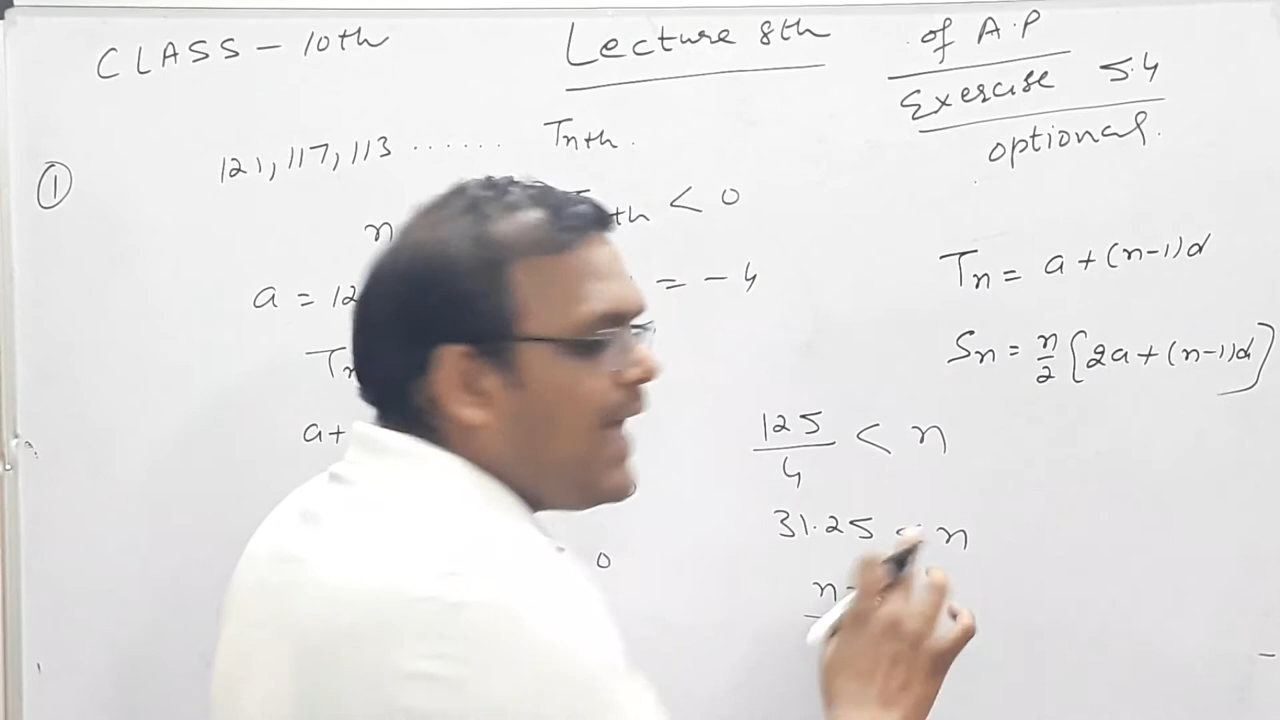 CLASS - 10th
Lecture 8th
of A.P
Exercise 5.4
optional.
①
121, 117, 113 ...... Tnth.
n
th < 0
a = 12
= - 4
a+
0
125/4 < n
31.25 < n
n
Tn = a + (n-1)d
Sn = n/2 [2a + (n-1)d]